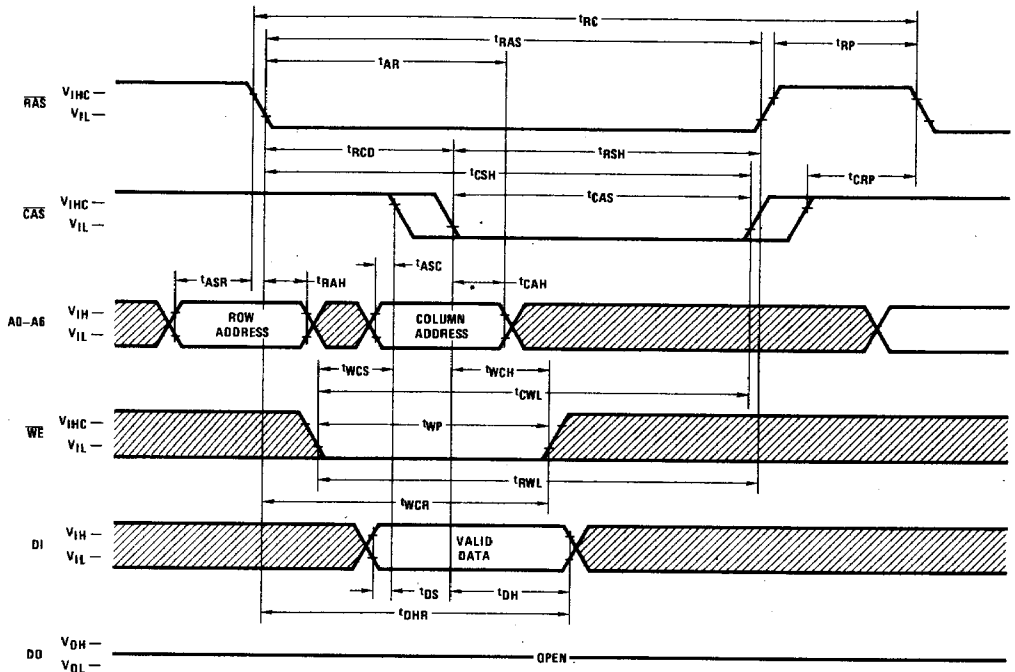 tRC
tRAS
tRP
tAR
RAS
VIHC
VIL
tRCD
tRSH
tCSH
tCRP
tCAS
CAS
VIHC
VIL
tASR
tRAH
tASC
tCAH
A0–A6
VIH
VIL
ROW
ADDRESS
COLUMN
ADDRESS
tWCS
tWCH
tCWL
WE
VIHC
VIL
tWP
tRWL
tWCR
DI
VIH
VIL
VALID
DATA
tDS
tDH
tDHR
DO
VOH
VOL
OPEN